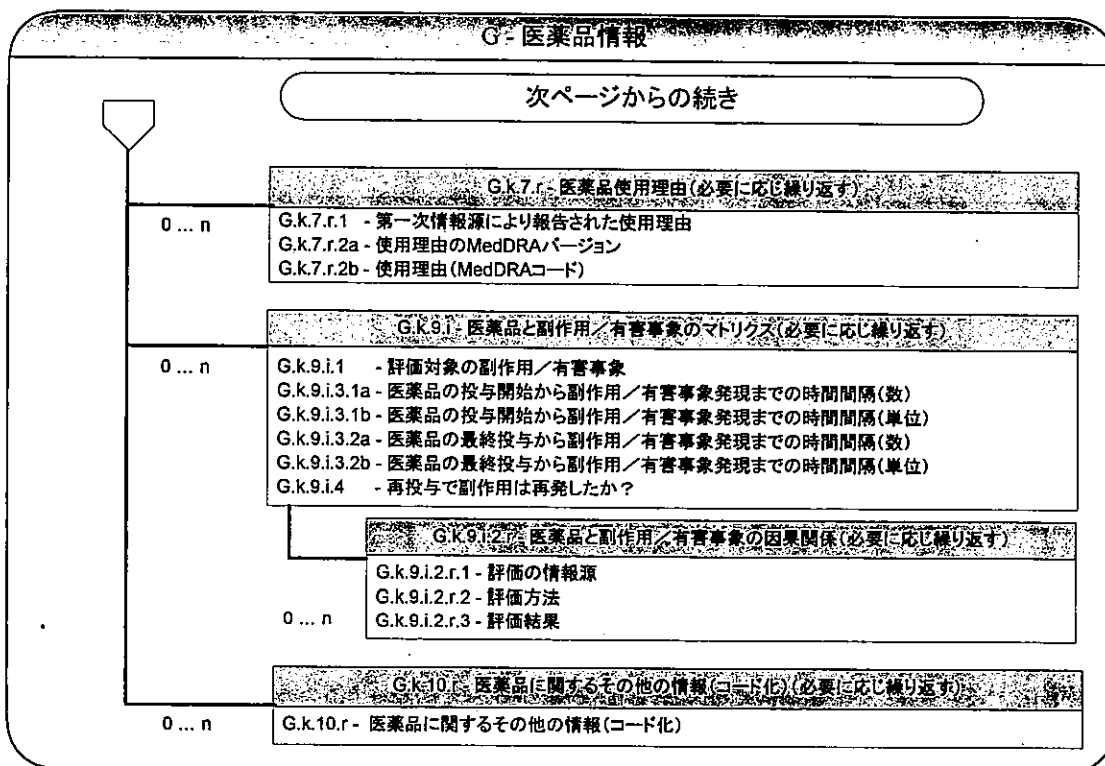 G - 医薬品情報
次ページからの続き
G.k.7.r - 医薬品使用理由(必要に応じ繰り返す)
0 ... n
G.k.7.r.1 - 第一次情報源により報告された使用理由
G.k.7.r.2a - 使用理由のMedDRAバージョン
G.k.7.r.2b - 使用理由(MedDRAコード)
G.k.9.i - 医薬品と副作用／有害事象のマトリクス(必要に応じ繰り返す)
0 ... n
G.k.9.i.1 - 評価対象の副作用／有害事象
G.k.9.i.3.1a - 医薬品の投与開始から副作用／有害事象発現までの時間間隔(数)
G.k.9.i.3.1b - 医薬品の投与開始から副作用／有害事象発現までの時間間隔(単位)
G.k.9.i.3.2a - 医薬品の最終投与から副作用／有害事象発現までの時間間隔(数)
G.k.9.i.3.2b - 医薬品の最終投与から副作用／有害事象発現までの時間間隔(単位)
G.k.9.i.4 - 再投与で副作用は再発したか？
G.k.9.i.2.r - 医薬品と副作用／有害事象の因果関係(必要に応じ繰り返す)
G.k.9.i.2.r.1 - 評価の情報源
G.k.9.i.2.r.2 - 評価方法
0 ... n
G.k.9.i.2.r.3 - 評価結果
G.k.10.r - 医薬品に関するその他の情報(コード化)(必要に応じ繰り返す)
0 ... n
G.k.10.r - 医薬品に関するその他の情報(コード化)